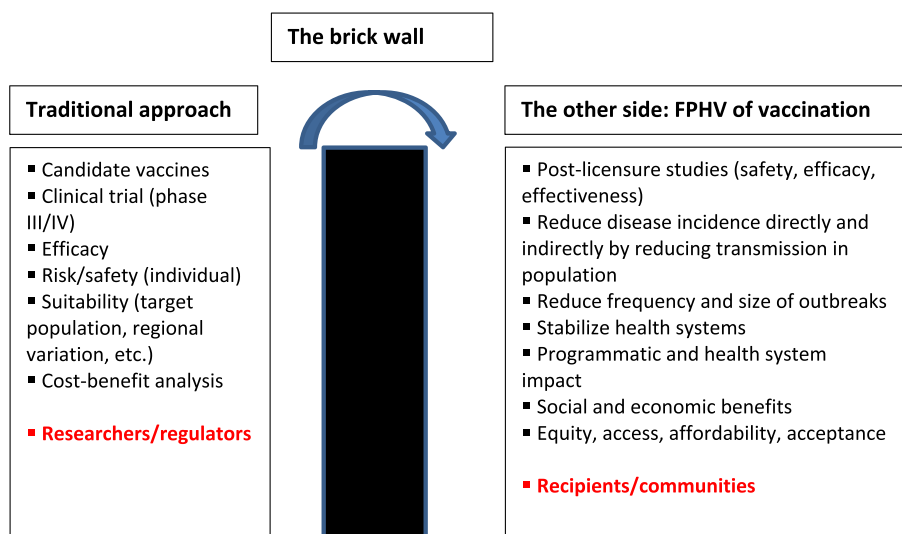 The brick wall
Traditional approach
▪ Candidate vaccines
▪ Clinical trial (phase
III/IV)
▪ Efficacy
▪ Risk/safety (individual)
▪ Suitability (target
population, regional
variation, etc.)
▪ Cost-benefit analysis
▪ Researchers/regulators
The other side: FPHV of vaccination
▪ Post-licensure studies (safety, efficacy,
effectiveness)
▪ Reduce disease incidence directly and
indirectly by reducing transmission in
population
▪ Reduce frequency and size of outbreaks
▪ Stabilize health systems
▪ Programmatic and health system
impact
▪ Social and economic benefits
▪ Equity, access, affordability, acceptance
▪ Recipients/communities